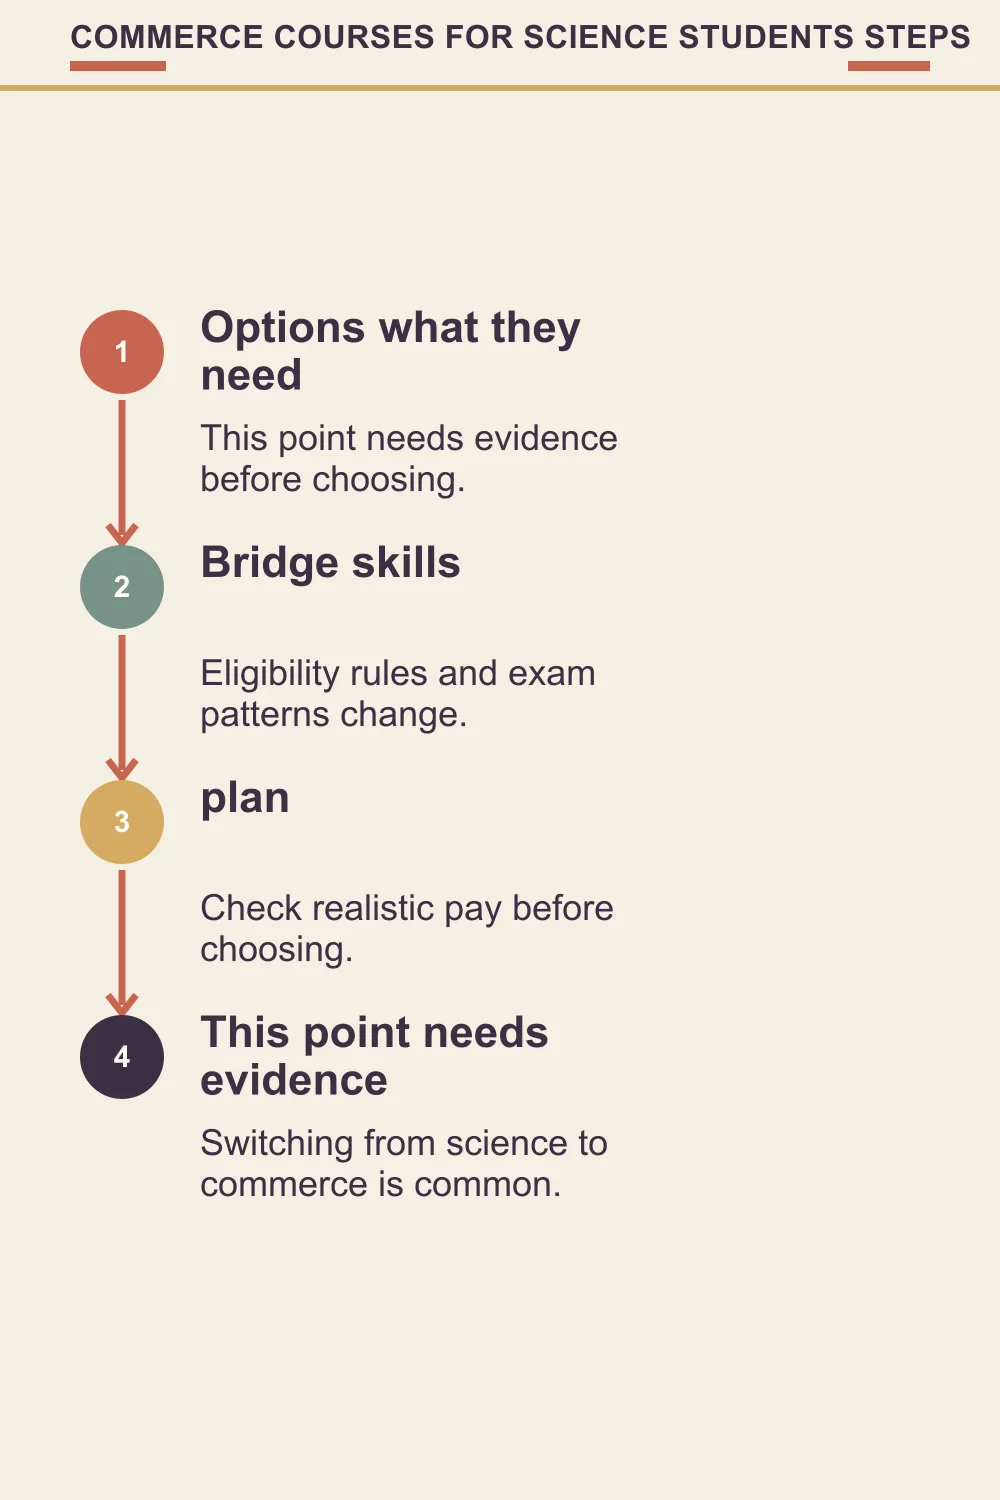 COMMERCE COURSES FOR SCIENCE STUDENTS STEPS
1
Options what they
need
This point needs evidence
before choosing.
2
Bridge skills
Eligibility rules and exam
patterns change.
3
plan
Check realistic pay before
choosing.
4
This point needs
evidence
Switching from science to
commerce is common.